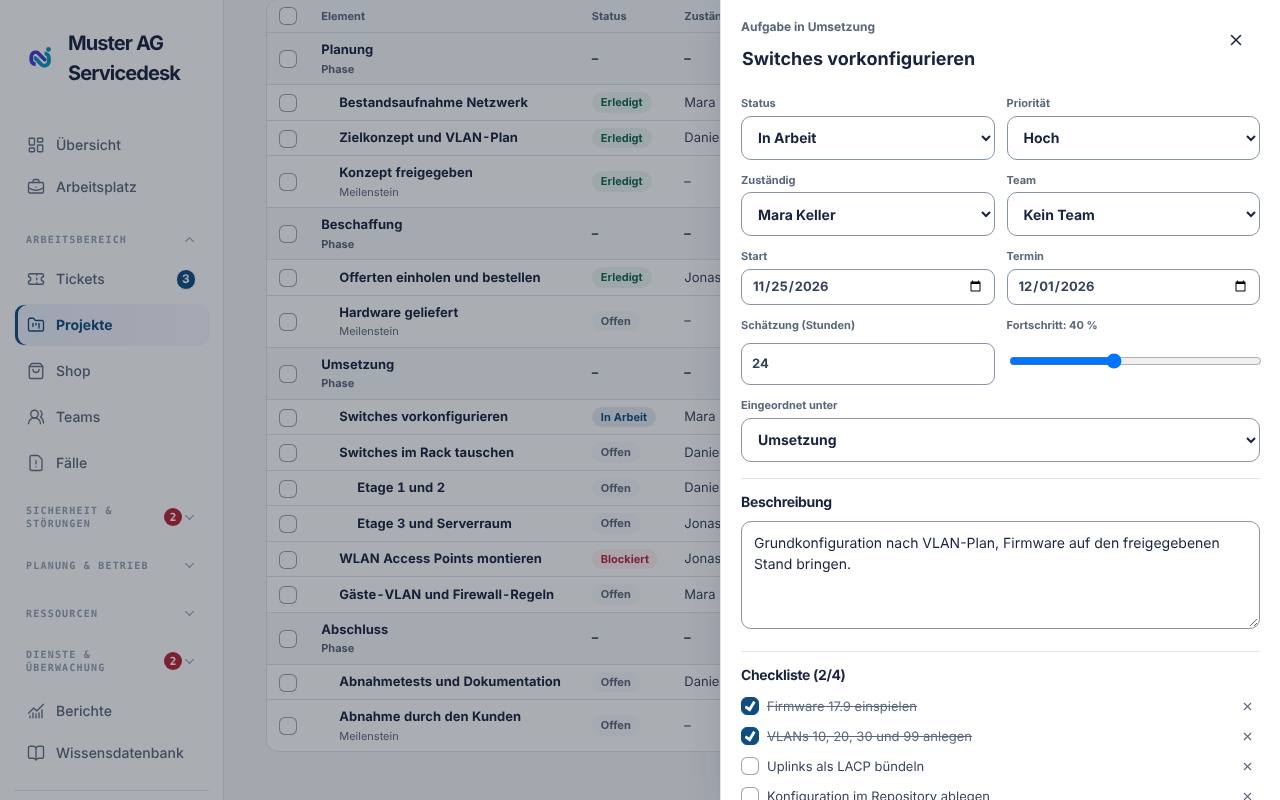 Muster AG
Servicedesk
Übersicht
Arbeitsplatz
ARBEITSBEREICH
Tickets 3
Projekte
Shop
Teams
Fälle
SICHERHEIT &
STÖRUNGEN 2
PLANUNG & BETRIEB
RESSOURCEN
DIENSTE &
ÜBERWACHUNG 2
Berichte
Wissensdatenbank
Element Status Zustän
Planung – –
Phase
Bestandsaufnahme Netzwerk Erledigt Mara
Zielkonzept und VLAN-Plan Erledigt Danie
Konzept freigegeben Erledigt –
Meilenstein
Beschaffung – –
Phase
Offerten einholen und bestellen Erledigt Jonas
Hardware geliefert Offen –
Meilenstein
Umsetzung – –
Phase
Switches vorkonfigurieren In Arbeit Mara
Switches im Rack tauschen Offen Danie
Etage 1 und 2 Offen Danie
Etage 3 und Serverraum Offen Jonas
WLAN Access Points montieren Blockiert Jonas
Gäste-VLAN und Firewall-Regeln Offen Mara
Abschluss – –
Phase
Abnahmetests und Dokumentation Offen Danie
Abnahme durch den Kunden Offen –
Meilenstein
Aufgabe in Umsetzung
Switches vorkonfigurieren
Status Priorität
In Arbeit Hoch
Zuständig Team
Mara Keller Kein Team
Start Termin
11/25/2026 12/01/2026
Schätzung (Stunden) Fortschritt: 40 %
24
Eingeordnet unter
Umsetzung
Beschreibung
Grundkonfiguration nach VLAN-Plan, Firmware auf den freigegebenen
Stand bringen.
Checkliste (2/4)
Firmware 17.9 einspielen
VLANs 10, 20, 30 und 99 anlegen
Uplinks als LACP bündeln
Konfiguration im Repository ablegen